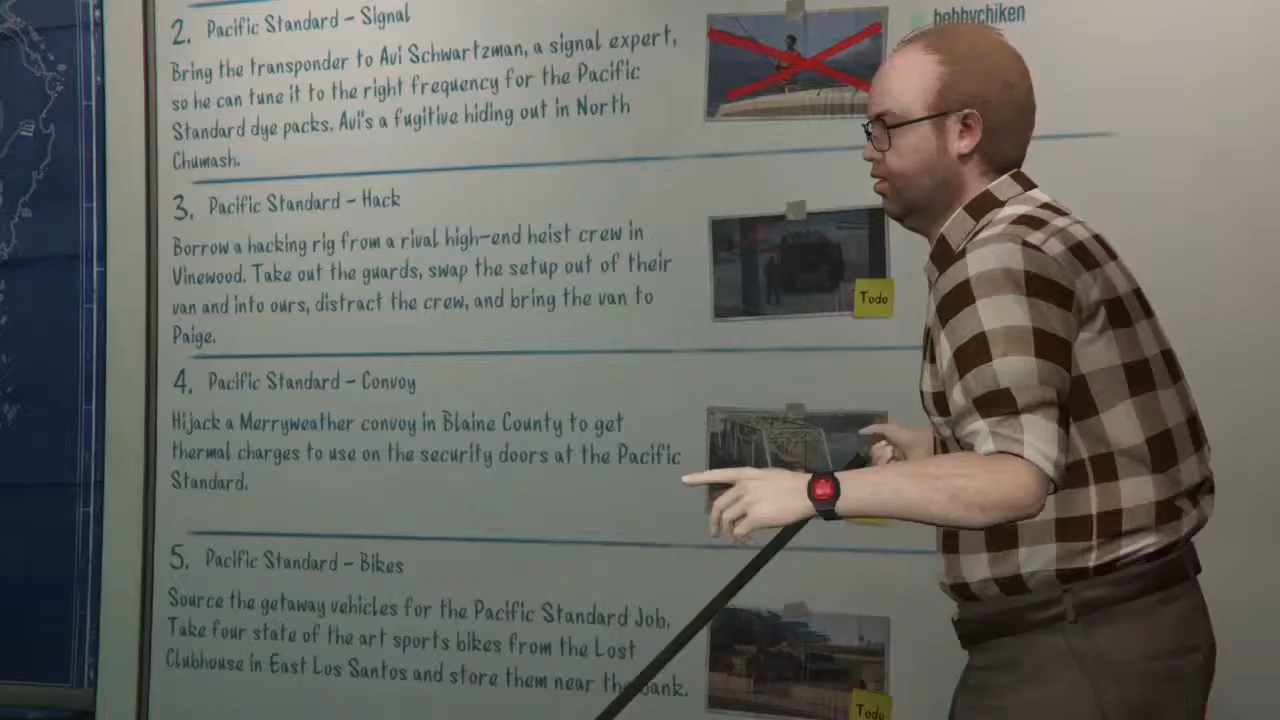 2. Pacific Standard – Signal
bobbychiken
Bring the transponder to Avi Schwartzman, a signal expert,
so he can tune it to the right frequency for the Pacific
Standard dye packs. Avi's a fugitive hiding out in North
Chumash.
3. Pacific Standard – Hack
Borrow a hacking rig from a rival high-end heist crew in
Vinewood. Take out the guards, swap the setup out of their
van and into ours, distract the crew, and bring the van to
Paige.
Todo
4. Pacific Standard – Convoy
Hijack a Merryweather convoy in Blaine County to get
thermal charges to use on the security doors at the Pacific
Standard.
5. Pacific Standard – Bikes
Source the getaway vehicles for the Pacific Standard Job.
Take four state of the art sports bikes from the Lost
Clubhouse in East Los Santos and store them near the bank.
Todo